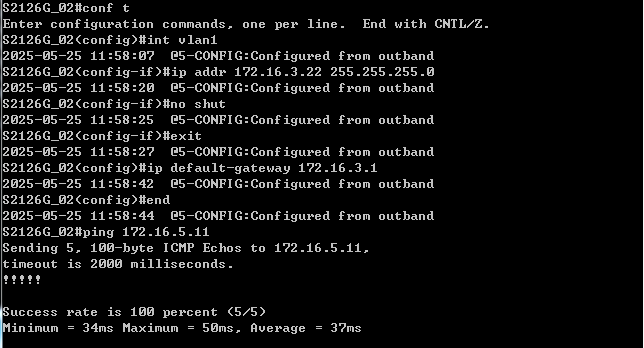 S2126G_02#conf t
Enter configuration commands, one per line.  End with CNTL/Z.
S2126G_02(config)#int vlan1
2025-05-25 11:58:07  @5-CONFIG:Configured from outband
S2126G_02(config-if)#ip addr 172.16.3.22 255.255.255.0
2025-05-25 11:58:20  @5-CONFIG:Configured from outband
S2126G_02(config-if)#no shut
2025-05-25 11:58:25  @5-CONFIG:Configured from outband
S2126G_02(config-if)#exit
2025-05-25 11:58:27  @5-CONFIG:Configured from outband
S2126G_02(config)#ip default-gateway 172.16.3.1
2025-05-25 11:58:42  @5-CONFIG:Configured from outband
S2126G_02(config)#end
2025-05-25 11:58:44  @5-CONFIG:Configured from outband
S2126G_02#ping 172.16.5.11
Sending 5, 100-byte ICMP Echos to 172.16.5.11,
timeout is 2000 milliseconds.
!!!!!
Success rate is 100 percent (5/5)
Minimum = 34ms Maximum = 50ms, Average = 37ms